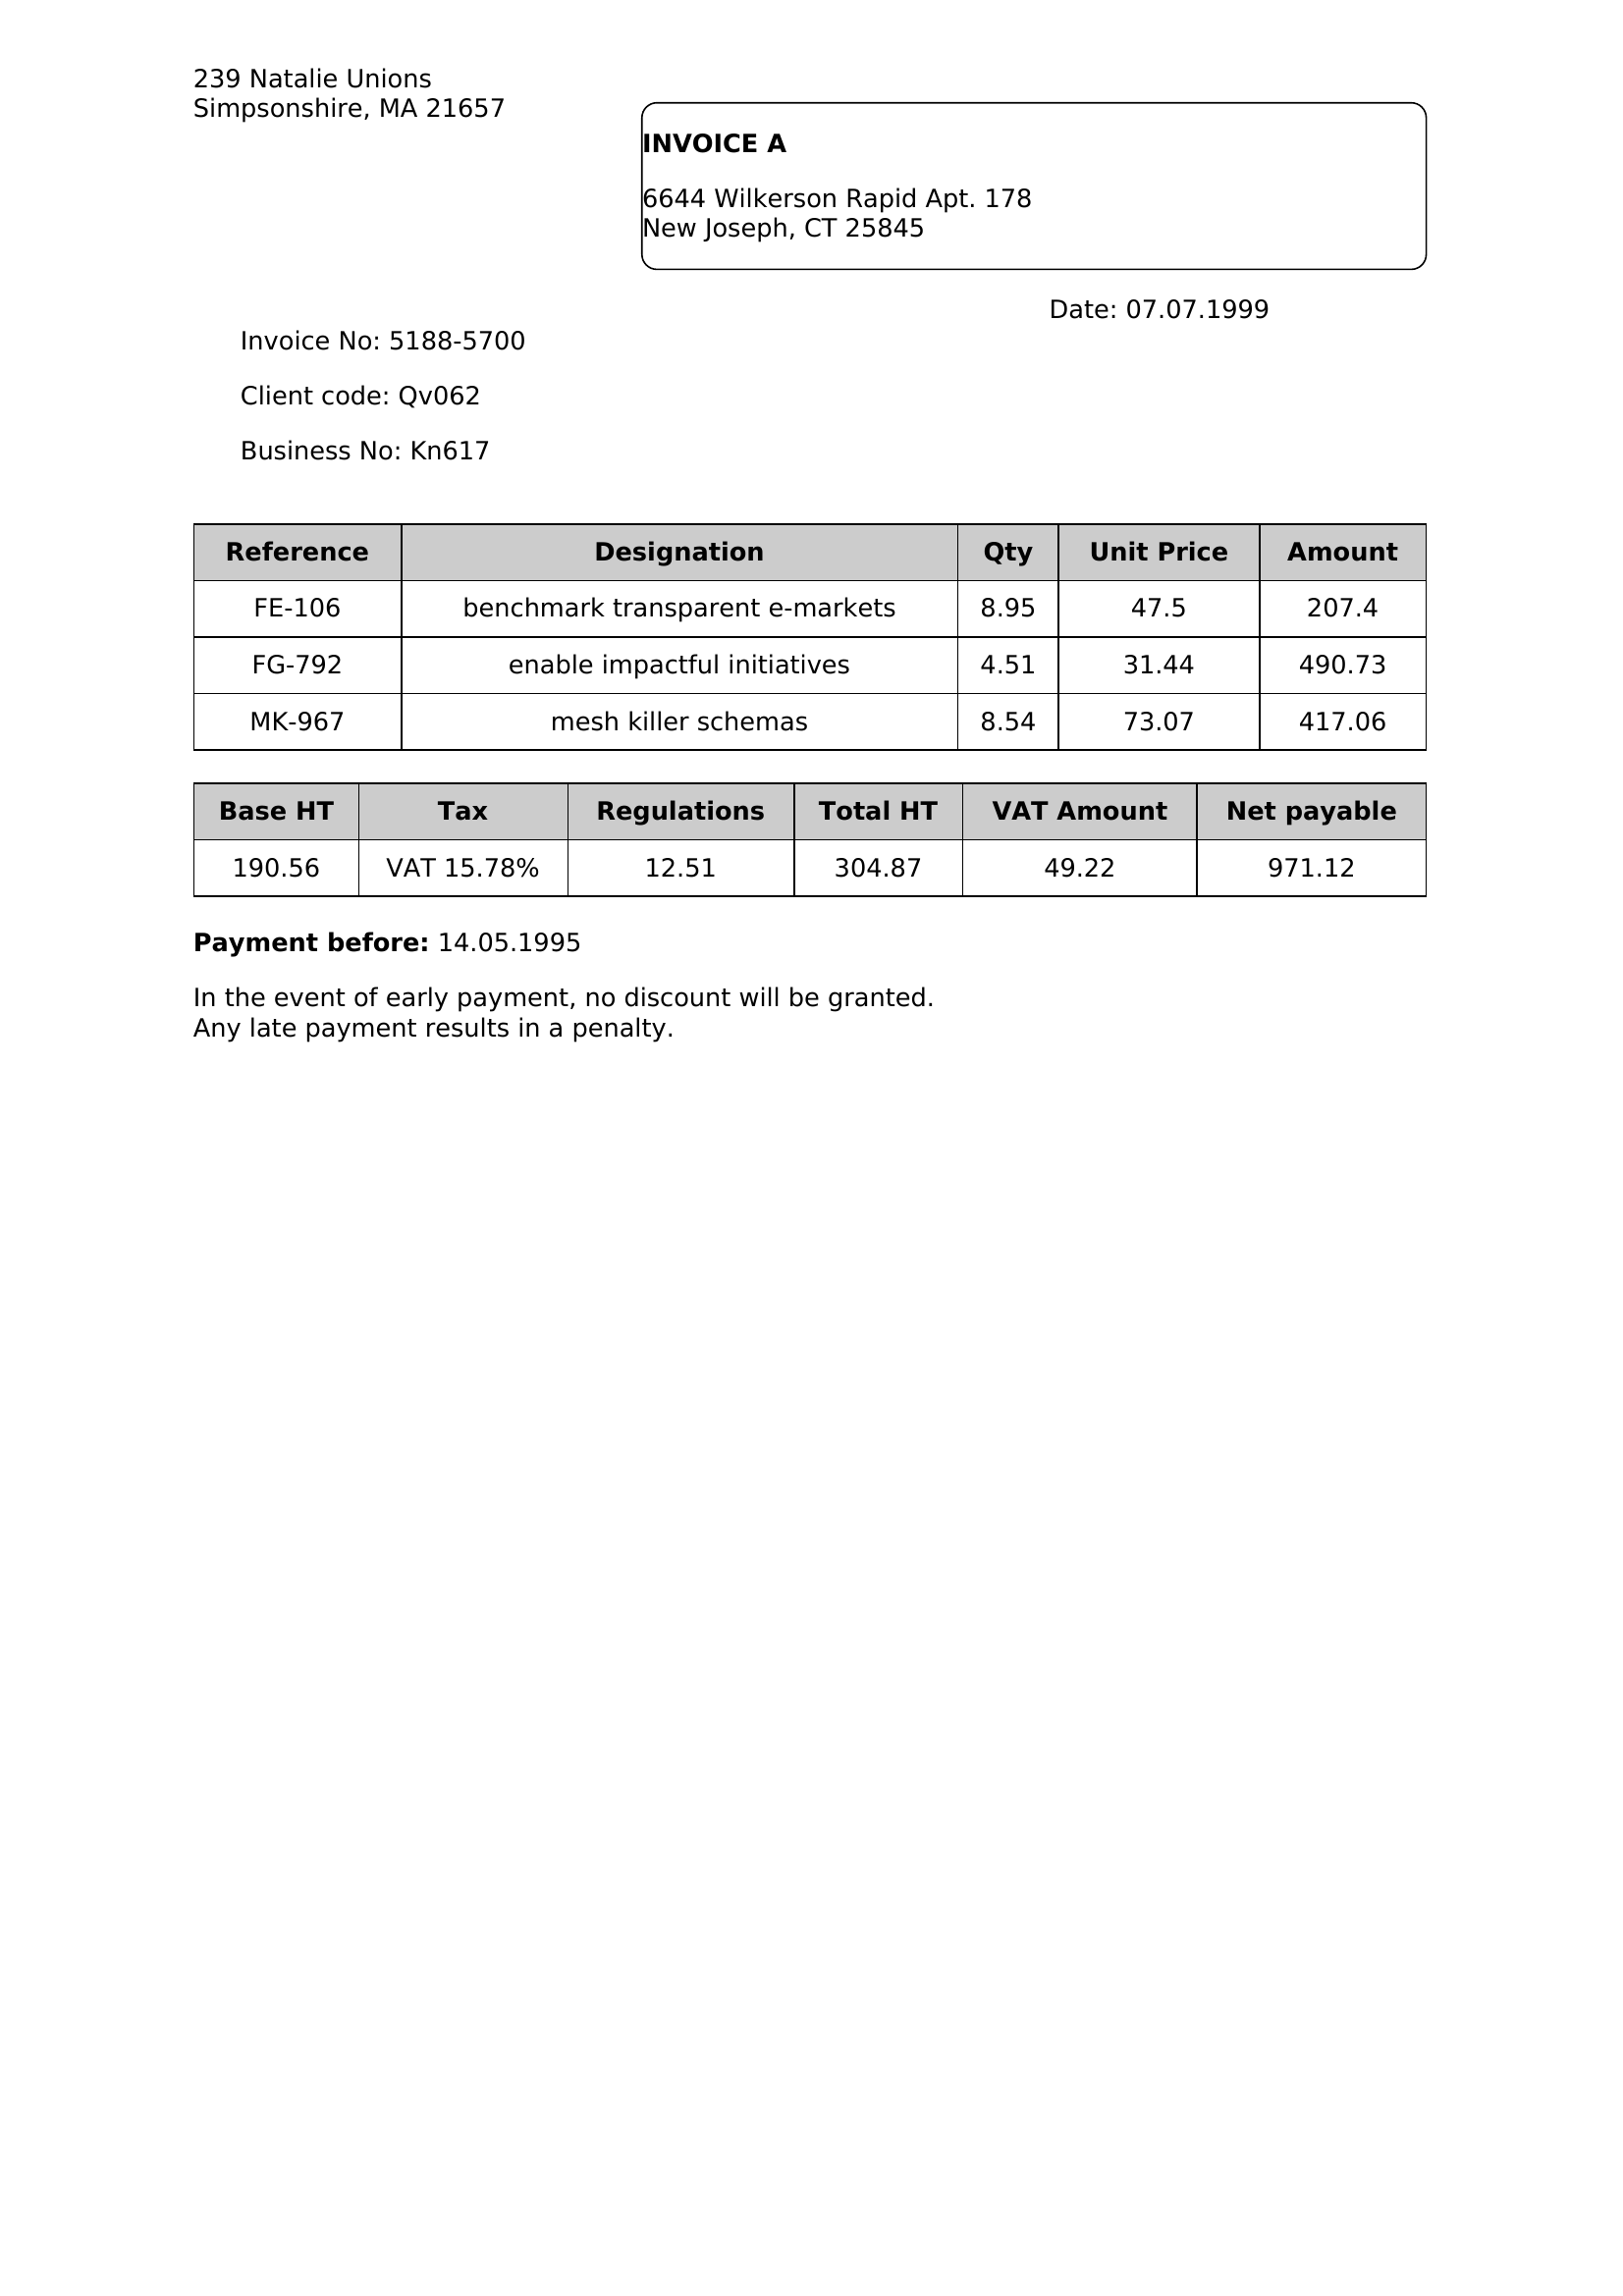 239 Natalie Unions
Simpsonshire, MA 21657
INVOICE A
6644 Wilkerson Rapid Apt. 178
New Joseph, CT 25845
Date: 07.07.1999
Invoice No: 5188-5700
Client code: Qv062
Business No: Kn617
Reference Designation Qty Unit Price Amount
FE-106 benchmark transparent e-markets 8.95 47.5 207.4
FG-792 enable impactful initiatives 4.51 31.44 490.73
MK-967 mesh killer schemas 8.54 73.07 417.06
Base HT Tax Regulations Total HT VAT Amount Net payable
190.56 VAT 15.78% 12.51 304.87 49.22 971.12
Payment before: 14.05.1995
In the event of early payment, no discount will be granted.
Any late payment results in a penalty.